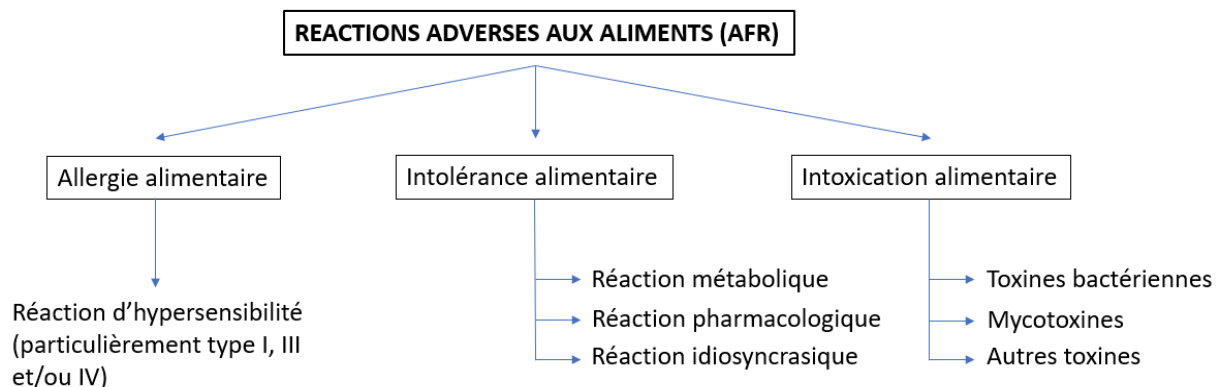 REACTIONS ADVERSES AUX ALIMENTS (AFR)
Allergie alimentaire
Intolérance alimentaire
Intoxication alimentaire
Réaction d’hypersensibilité
(particulièrement type I, III
et/ou IV)
Réaction métabolique
Réaction pharmacologique
Réaction idiosyncrasique
Toxines bactériennes
Mycotoxines
Autres toxines